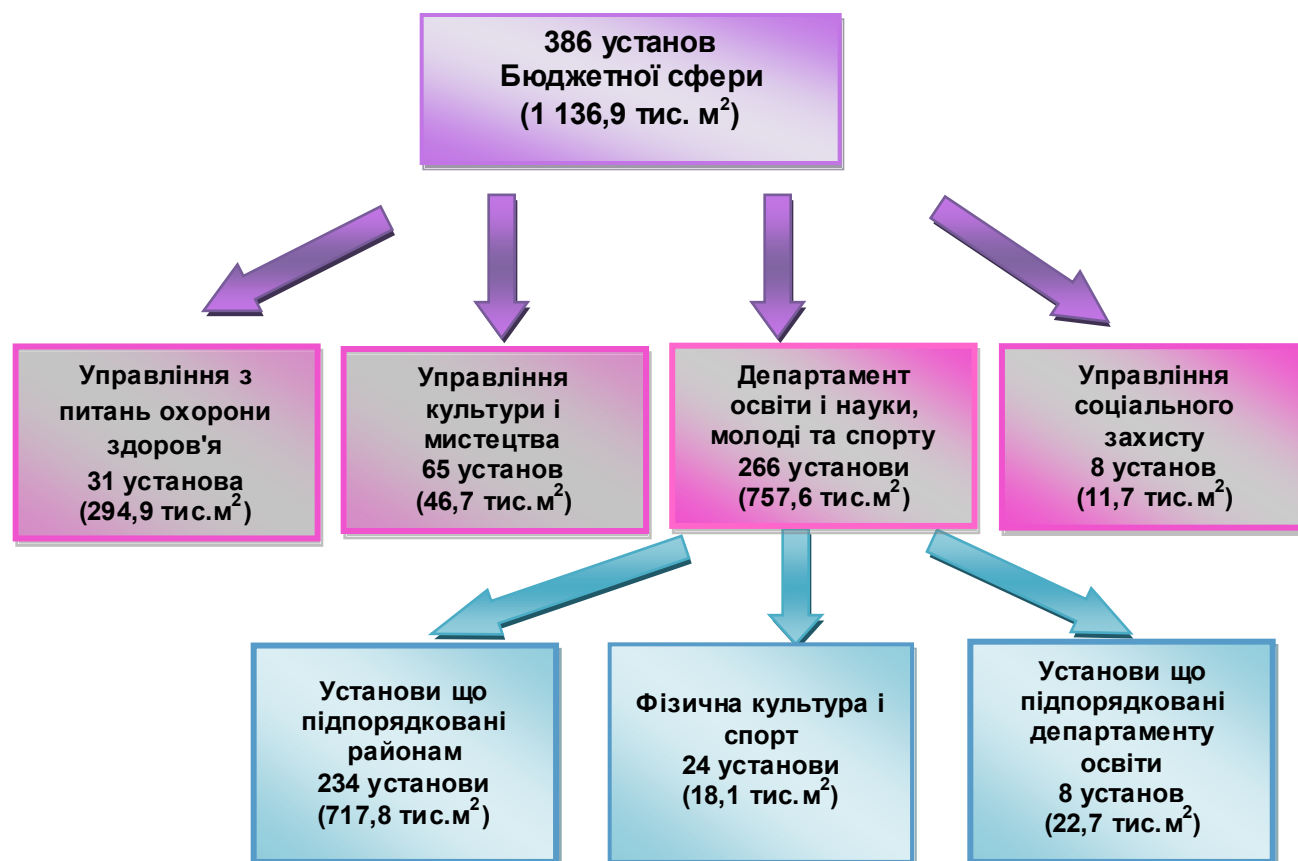 386 установ
Бюджетної сфери
(1 136,9 тис. м²)
Управління з
питань охорони
здоров'я
31 установа
(294,9 тис.м²)
Управління
культури і
мистецтва
65 установ
(46,7 тис.м²)
Департамент
освіти і науки,
молоді та спорту
266 установи
(757,6 тис.м²)
Управління
соціального
захисту
8 установ
(11,7 тис.м²)
Установи що
підпорядковані
районам
234 установи
(717,8 тис.м²)
Фізична культура і
спорт
24 установи
(18,1 тис.м²)
Установи що
підпорядковані
департаменту
освіти
8 установ
(22,7 тис.м²)